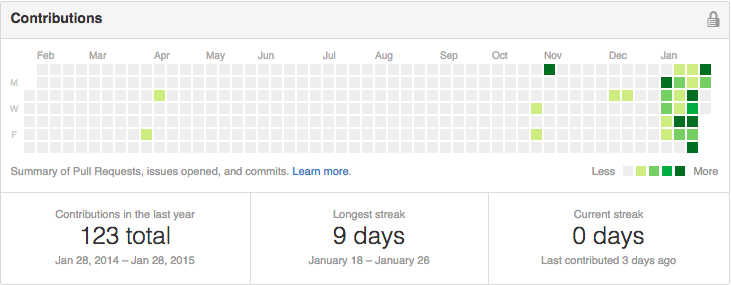 Contributions
Feb Mar Apr May Jun Jul Aug Sep Oct Nov Dec Jan
M
W
F
Summary of Pull Requests, issues opened, and commits. Learn more.
Less More
Contributions in the last year
123 total
Jan 28, 2014 – Jan 28, 2015
Longest streak
9 days
January 18 – January 26
Current streak
0 days
Last contributed 3 days ago